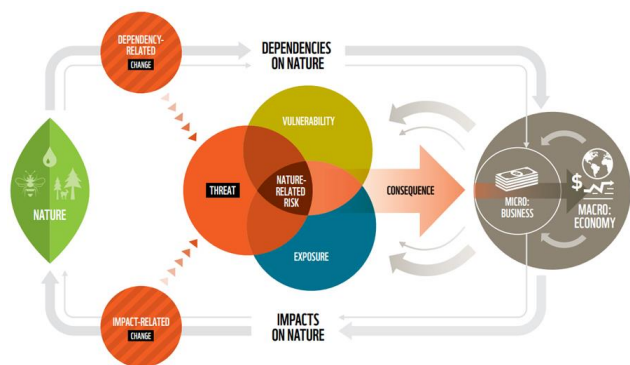 DEPENDENCY-
RELATED
CHANGE
DEPENDENCIES
ON NATURE
VULNERABILITY
NATURE
THREAT
NATURE-
RELATED
RISK
CONSEQUENCE
$
MICRO:
BUSINESS
MACRO:
ECONOMY
EXPOSURE
IMPACT-RELATED
CHANGE
IMPACTS
ON NATURE